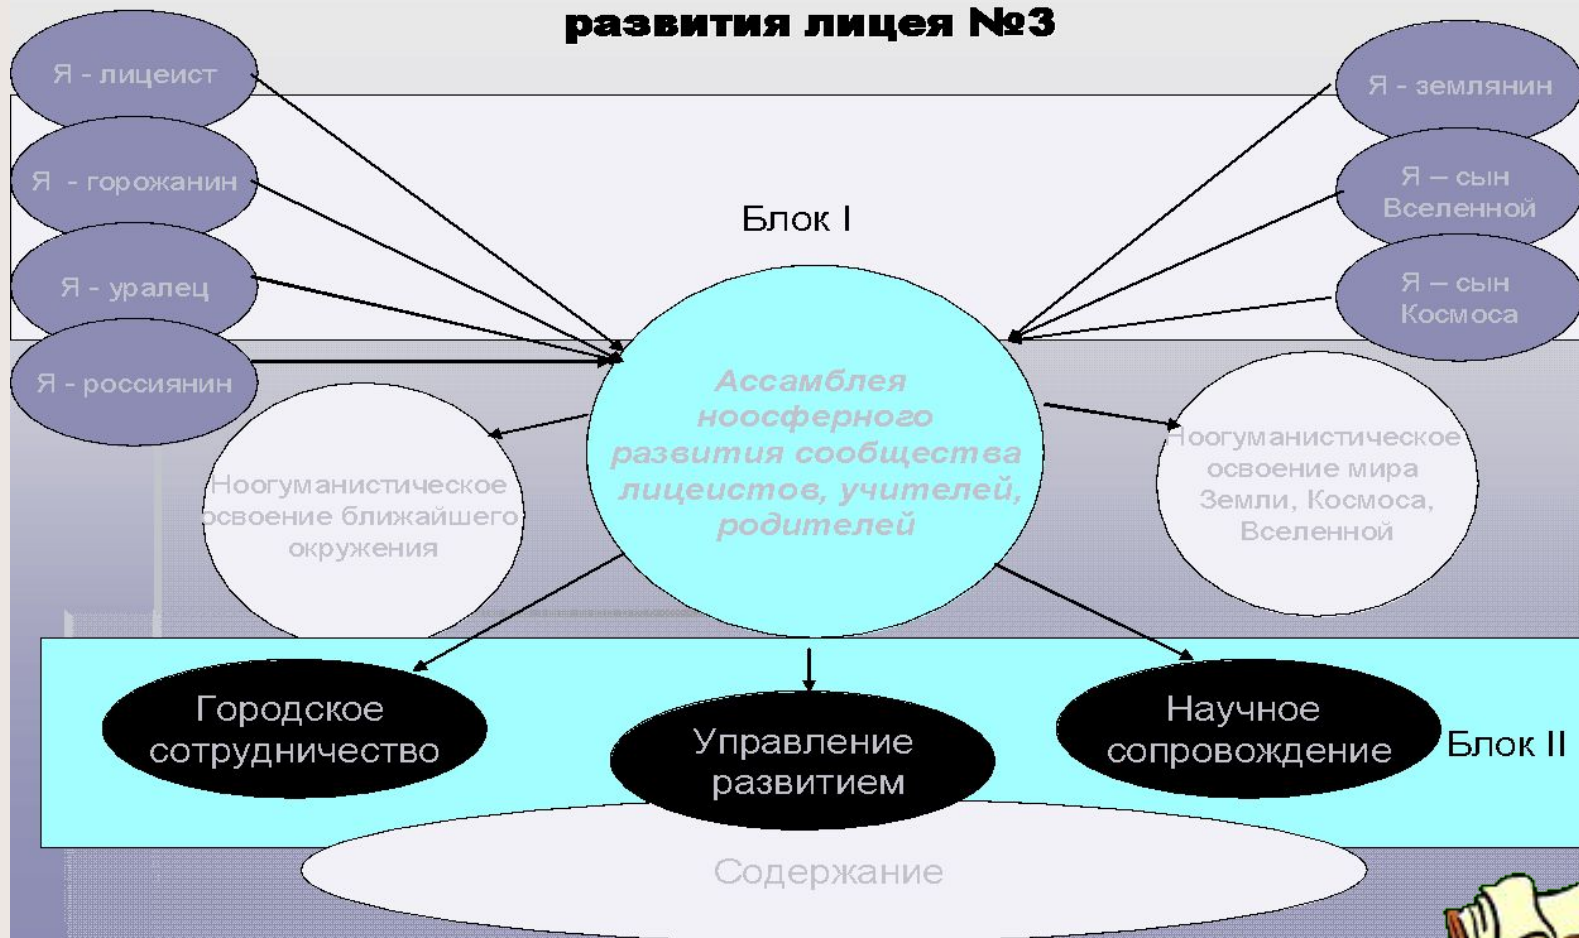 развития лицея №3
Я - лицеист
Я - горожанин
Я - уралец
Я - россиянин
Я - землянин
Я – сын
Вселенной
Я – сын
Космоса
Блок I
Ассамблея
ноосферного
развития сообщества
лицеистов, учителей,
родителей
Ноогуманистическое
освоение ближайшего
окружения
Ноогуманистическое
освоение мира
Земли, Космоса,
Вселенной
Городское
сотрудничество
Управление
развитием
Научное
сопровождение
Блок II
Содержание